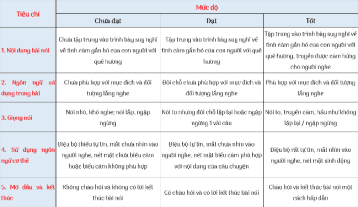 Tiêu chí
Mức độ
Chưa đạt
Đạt
Tốt
1. Nội dung bài nói
Chưa tập trung vào trình bày suy nghĩ
về tình cảm gắn bó của con người với
quê hương
Tập trung vào trình bày suy nghĩ về
tình cảm gắn bó của con người với quê
hương.
Tập trung vào trình bày suy nghĩ về
tình cảm gắn bó của con người với
quê hương, truyền được cảm hứng
cho người nghe
2. Ngôn ngữ sử
dụng trong bài
Chưa phù hợp với mục đích và đối
tượng lắng nghe
Đôi chỗ chưa phù hợp với mục đích và
đối tượng lắng nghe
Phù hợp với mục đích và đối tượng
lắng nghe
3. Giọng nói
Nói nhỏ, khó nghe; nói lắp, ngập
ngừng
Nói to nhưng đôi chỗ lặp lại hoặc ngập
ngừng 1 vài câu
Nói to, truyền cảm, hầu như không
lặp lại / ngập ngừng
4. Sử dụng ngôn
ngữ cơ thể
Điệu bộ thiếu tự tin, mắt chưa nhìn vào
người nghe, nét mặt chưa biểu cảm
hoặc biểu cảm không phù hợp
Điệu bộ tự tin, mắt chưa nhìn vào
người nghe, nét mặt biểu cảm phù hợp
với nội dung của câu chuyện
Điệu bộ rất tự tin, mắt nhìn vào
người nghe, nét mặt sinh động
5. Mở đầu và kết
thúc
Không chào hỏi và không có lời kết
thúc bài nói
Có chào hỏi và có lời kết thúc bài nói
Chào hỏi và kết thúc bài nói một
cách hấp dẫn